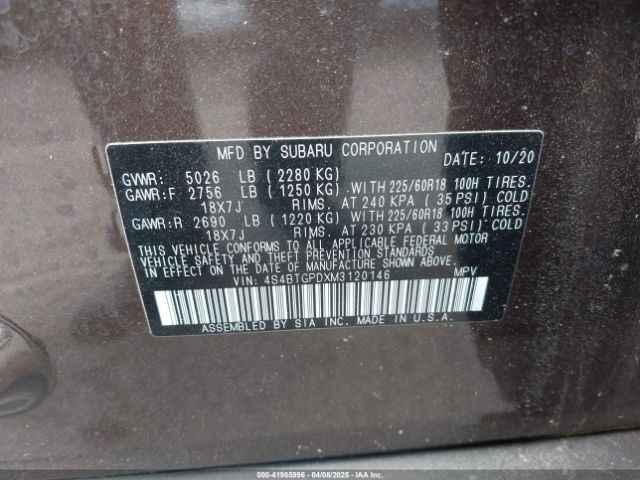 MFD BY SUBARU CORPORATION DATE: 10/20
GVWR: 5026 LB (2280 KG)
GAWR:F 2756 LB (1250 KG) WITH 225/60R18 100H TIRES.
18X7J RIMS. AT 240 KPA (35 PSI) COLD
GAWR:R 2690 LB (1220 KG) WITH 225/60R18 100H TIRES.
18X7J RIMS. AT 230 KPA (33 PSI) COLD
THIS VEHICLE CONFORMS TO ALL APPLICABLE FEDERAL MOTOR
VEHICLE SAFETY AND THEFT PREVENTION STANDARDS IN EFFECT
ON THE DATE OF MANUFACTURE SHOWN ABOVE.
VIN: 4S4BTGPDXM3120146 MPV
ASSEMBLED BY SIA INC. MADE IN U.S.A.
000-41985996 04/08/2025